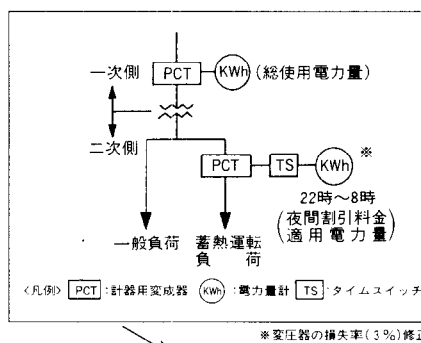 一次側 PCT KWh (総使用電力量)
二次側
PCT TS KWh ※
22時～8時
(夜間割引料金
適用電力量)
一般負荷 蓄熱運転
負荷
〈凡例〉 PCT:計器用変成器 KWh:電力量計 TS:タイムスイッチ
※変圧器の損失率(3%)修正